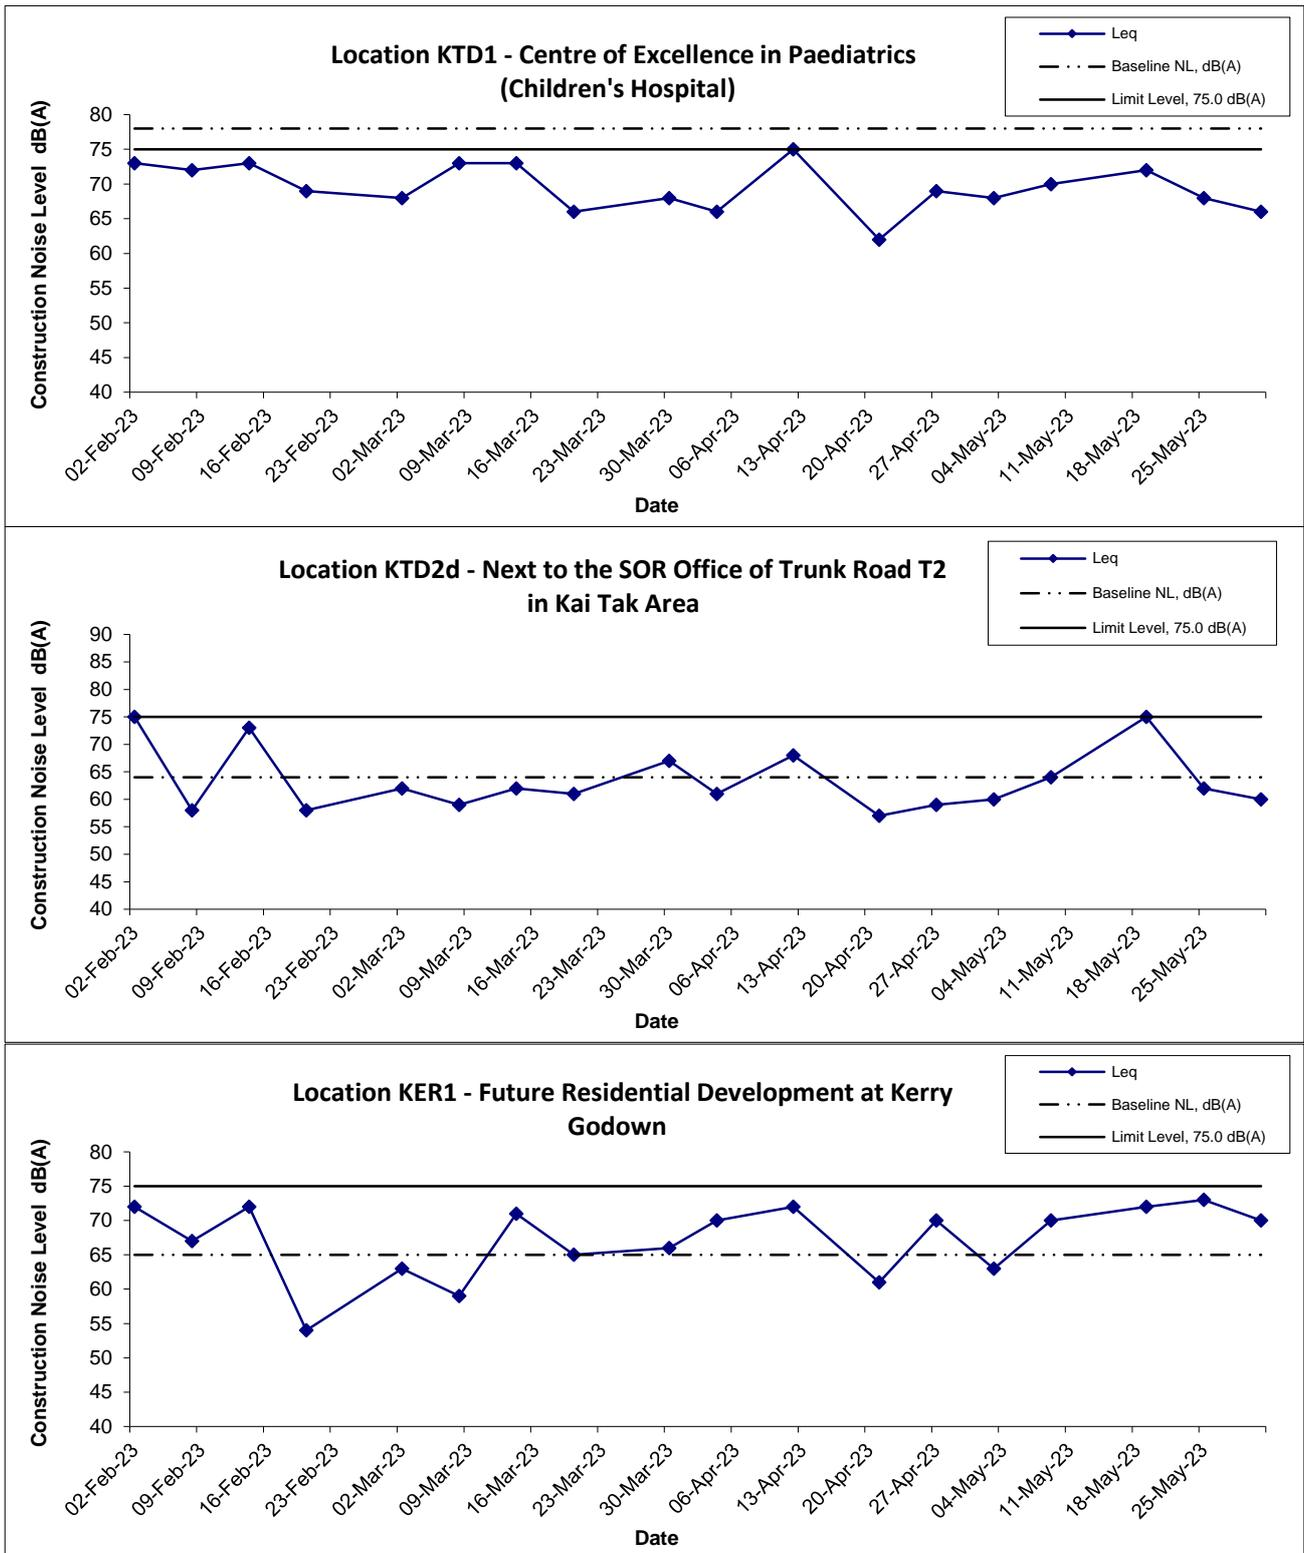 Location KTD1 - Centre of Excellence in Paediatrics
(Children's Hospital)
Leq
Baseline NL, dB(A)
Limit Level, 75.0 dB(A)
Construction Noise Level dB(A)
80
75
70
65
60
55
50
45
40
02-Feb-23
09-Feb-23
16-Feb-23
23-Feb-23
02-Mar-23
09-Mar-23
16-Mar-23
23-Mar-23
30-Mar-23
06-Apr-23
13-Apr-23
20-Apr-23
27-Apr-23
04-May-23
11-May-23
18-May-23
25-May-23
Date
Location KTD2d - Next to the SOR Office of Trunk Road T2
in Kai Tak Area
Leq
Baseline NL, dB(A)
Limit Level, 75.0 dB(A)
Construction Noise Level dB(A)
90
85
80
75
70
65
60
55
50
45
40
02-Feb-23
09-Feb-23
16-Feb-23
23-Feb-23
02-Mar-23
09-Mar-23
16-Mar-23
23-Mar-23
30-Mar-23
06-Apr-23
13-Apr-23
20-Apr-23
27-Apr-23
04-May-23
11-May-23
18-May-23
25-May-23
Date
Location KER1 - Future Residential Development at Kerry
Godown
Leq
Baseline NL, dB(A)
Limit Level, 75.0 dB(A)
Construction Noise Level dB(A)
80
75
70
65
60
55
50
45
40
02-Feb-23
09-Feb-23
16-Feb-23
23-Feb-23
02-Mar-23
09-Mar-23
16-Mar-23
23-Mar-23
30-Mar-23
06-Apr-23
13-Apr-23
20-Apr-23
27-Apr-23
04-May-23
11-May-23
18-May-23
25-May-23
Date